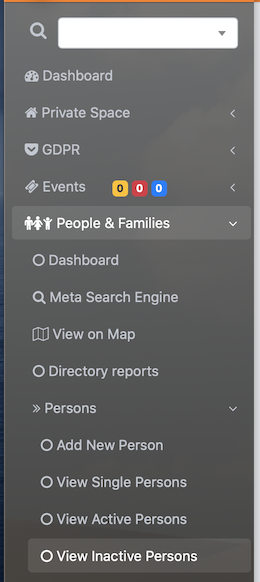 Dashboard
Private Space
GDPR
Events 0 0 0
People & Families
Dashboard
Meta Search Engine
View on Map
Directory reports
Persons
Add New Person
View Single Persons
View Active Persons
View Inactive Persons